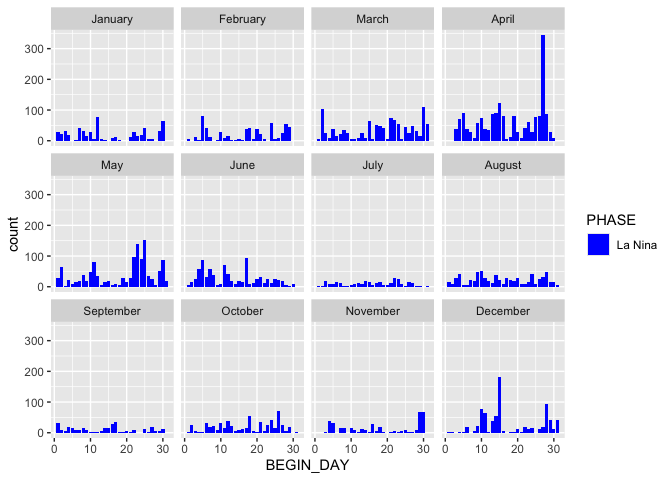 January February March April
300
200
100
0
May June July August
300
200
100
0
count
PHASE
La Nina
September October November December
300
200
100
0
0 10 20 30 0 10 20 30 0 10 20 30 0 10 20 30
BEGIN_DAY